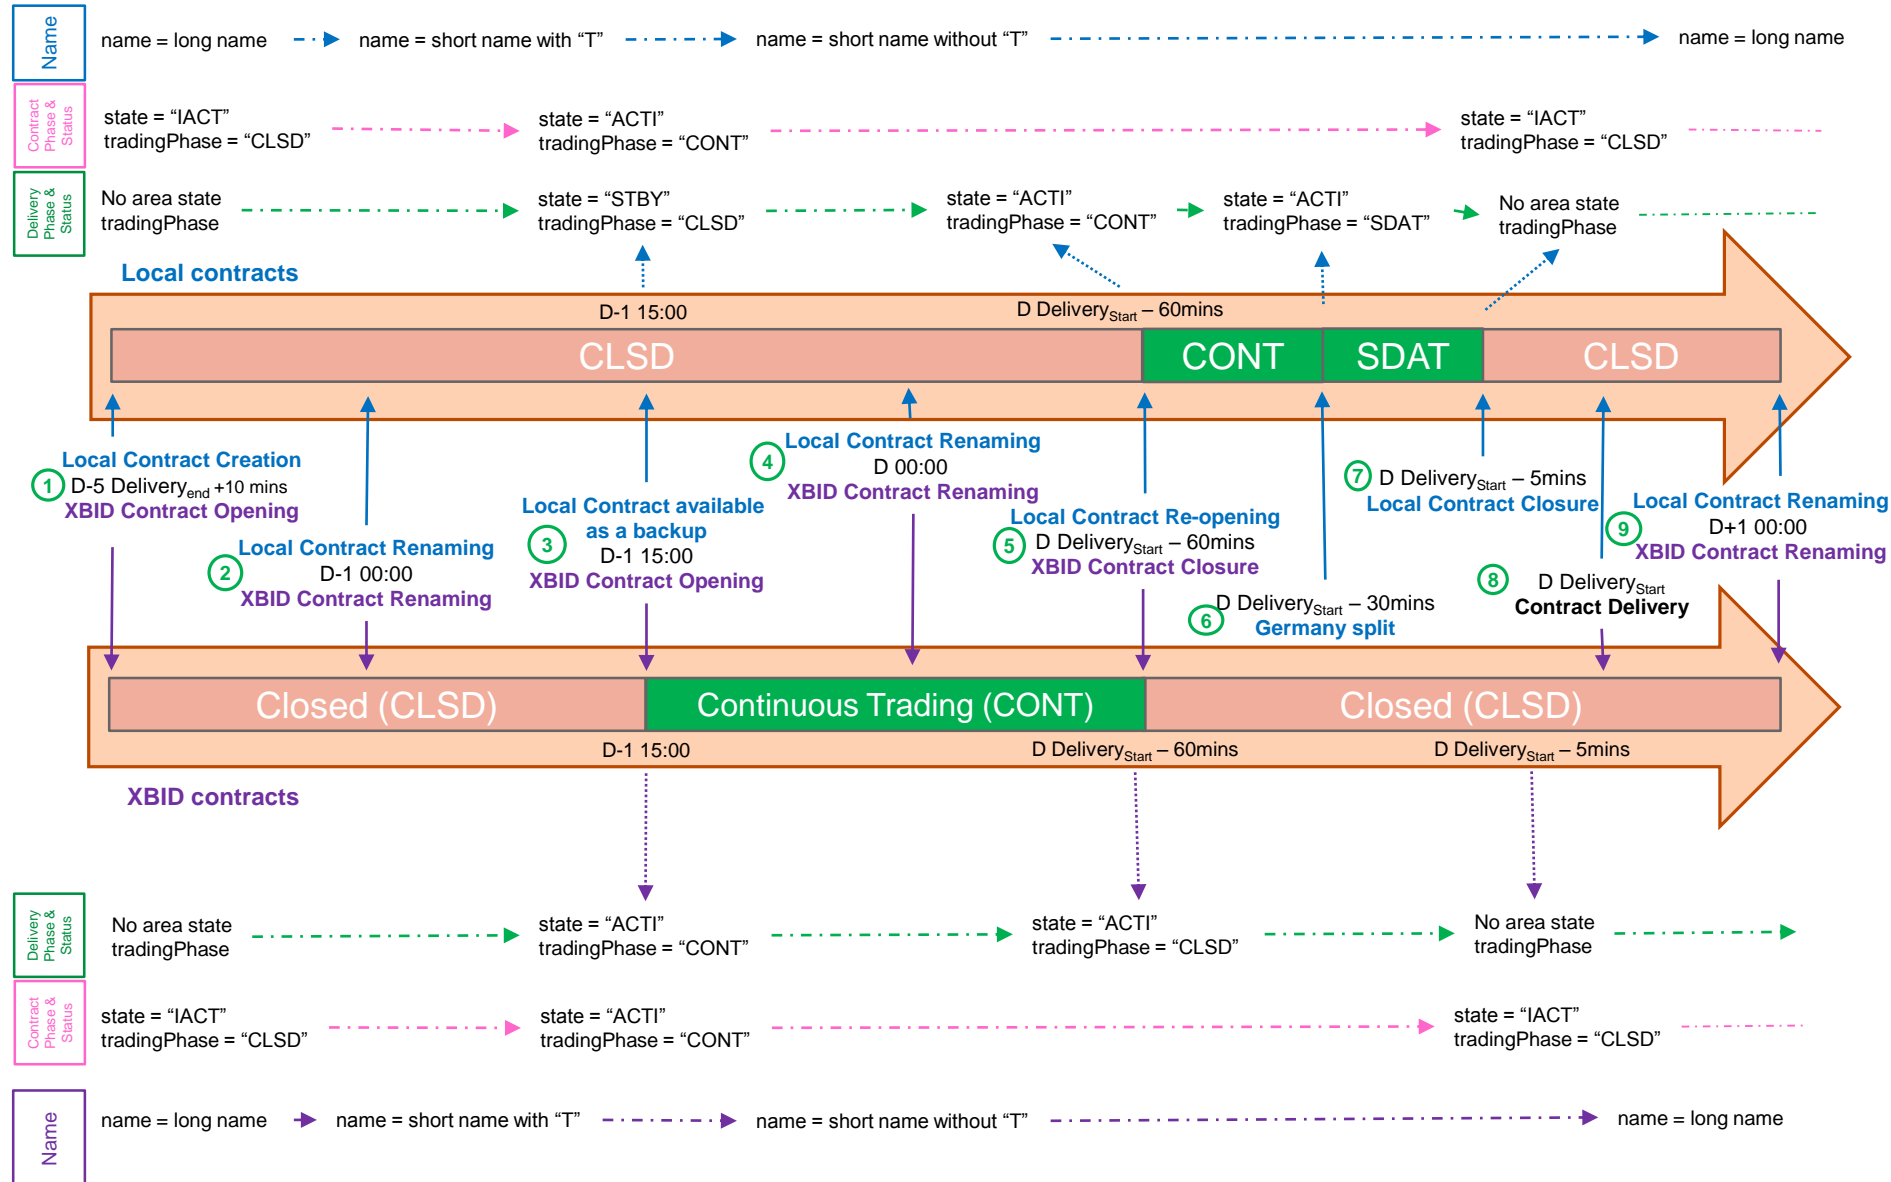 Name
name = long name
name = short name with “T”
name = short name without “T”
name = long name
Contract
Phase &
Status
state = “IACT”
tradingPhase = “CLSD”
state = “ACTI”
tradingPhase = “CONT”
state = “IACT”
tradingPhase = “CLSD”
Delivery
Phase &
Status
No area state
tradingPhase
state = “STBY”
tradingPhase = “CLSD”
state = “ACTI”
tradingPhase = “CONT”
state = “ACTI”
tradingPhase = “SDAT”
No area state
tradingPhase
Local contracts
D-1 15:00
D DeliveryStart – 60mins
CLSD
CONT
SDAT
CLSD
1
Local Contract Creation
D-5 Deliveryend +10 mins
XBID Contract Opening
2
Local Contract Renaming
D-1 00:00
XBID Contract Renaming
3
Local Contract available
as a backup
D-1 15:00
XBID Contract Opening
4
Local Contract Renaming
D 00:00
XBID Contract Renaming
5
Local Contract Re-opening
D DeliveryStart – 60mins
XBID Contract Closure
6
D DeliveryStart – 30mins
Germany split
7
D DeliveryStart – 5mins
Local Contract Closure
8
D DeliveryStart
Contract Delivery
9
Local Contract Renaming
D+1 00:00
XBID Contract Renaming
Closed (CLSD)
Continuous Trading (CONT)
Closed (CLSD)
D-1 15:00
D DeliveryStart – 60mins
D DeliveryStart – 5mins
XBID contracts
Delivery
Phase &
Status
No area state
tradingPhase
state = “ACTI”
tradingPhase = “CONT”
state = “ACTI”
tradingPhase = “CLSD”
No area state
tradingPhase
Contract
Phase &
Status
state = “IACT”
tradingPhase = “CLSD”
state = “ACTI”
tradingPhase = “CONT”
state = “IACT”
tradingPhase = “CLSD”
Name
name = long name
name = short name with “T”
name = short name without “T”
name = long name